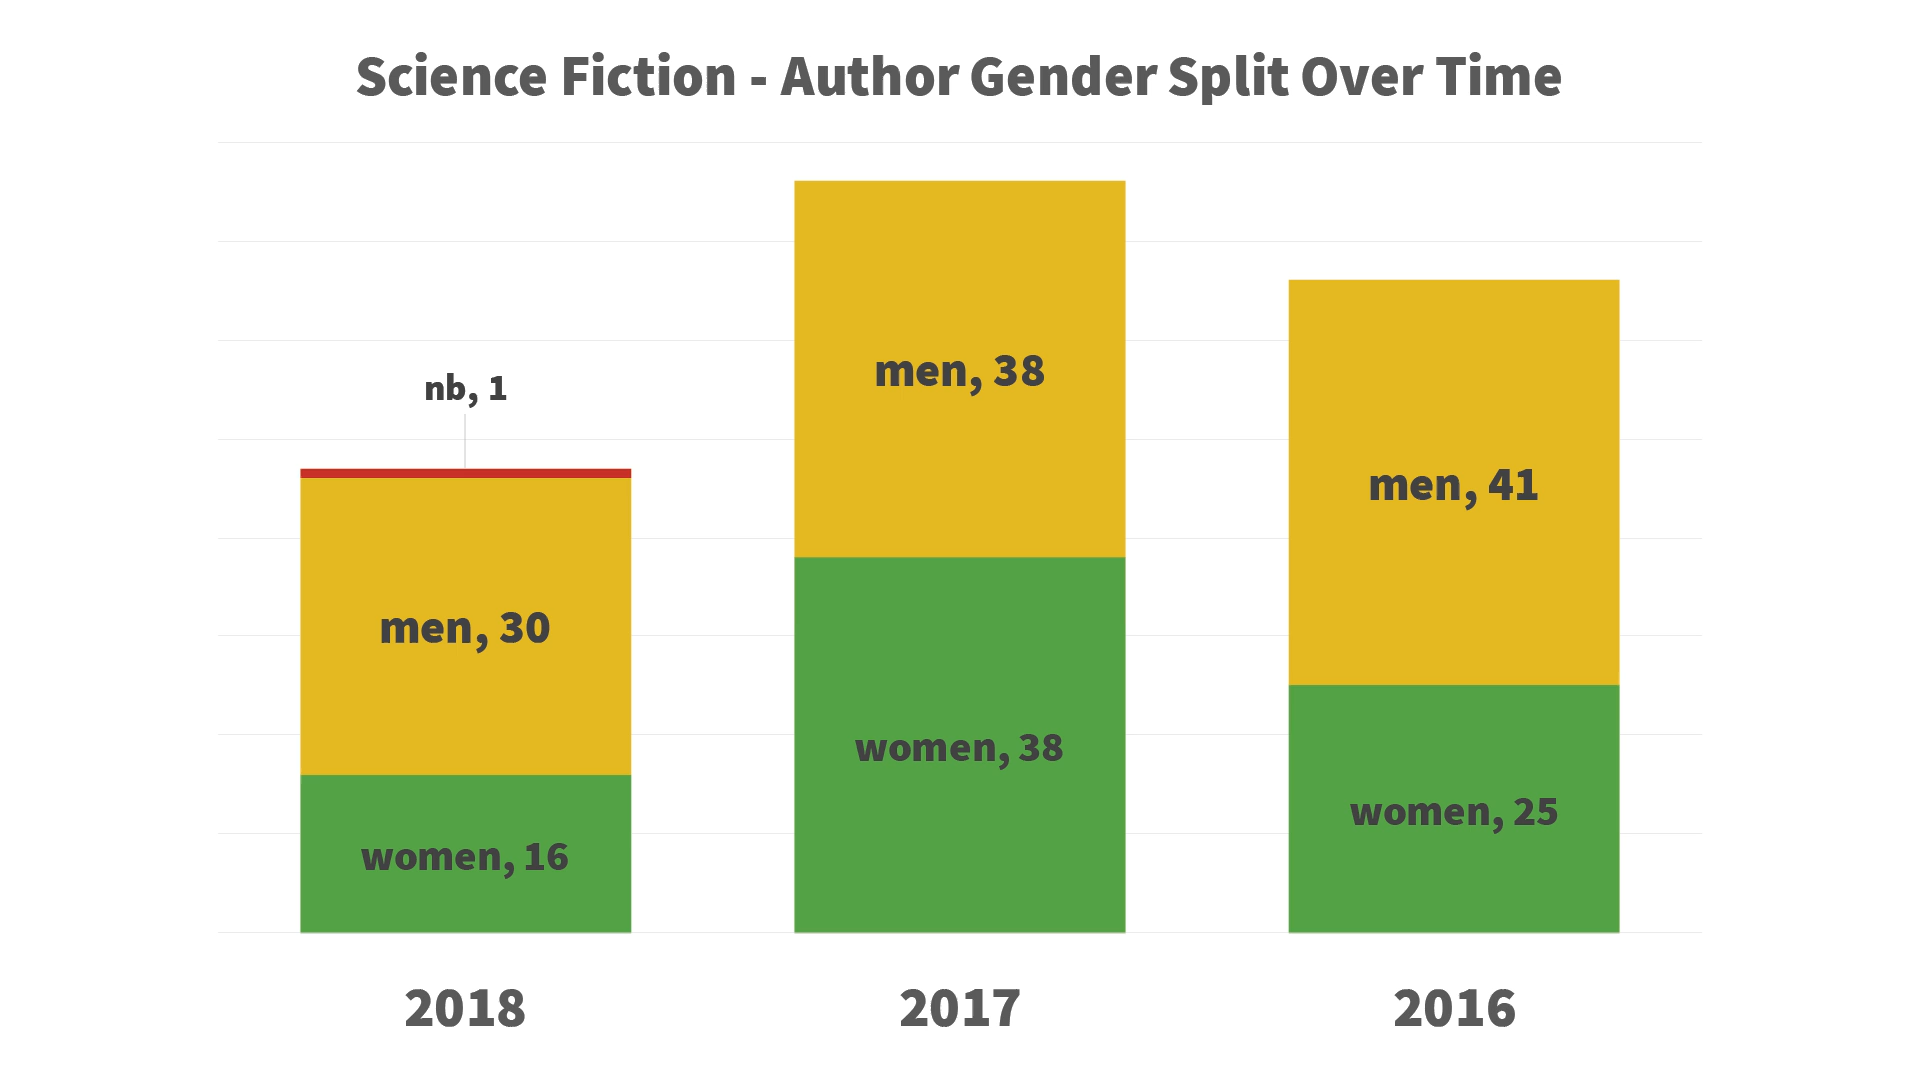 Science Fiction - Author Gender Split Over Time
nb, 1
men, 30
women, 16
men, 38
women, 38
men, 41
women, 25
2018
2017
2016